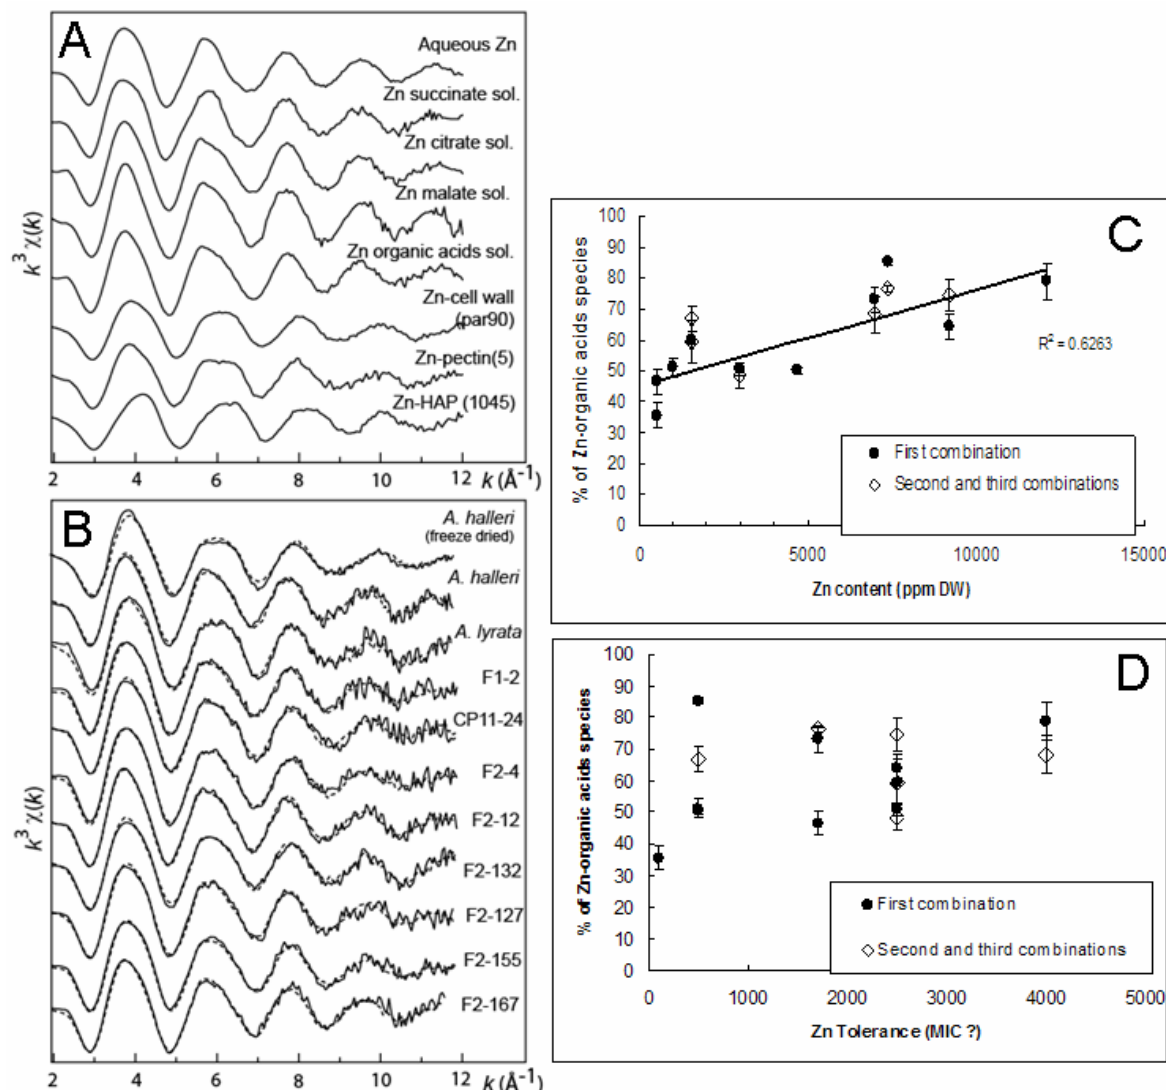 A
Aqueous Zn
Zn succinate sol.
Zn citrate sol.
Zn malate sol.
Zn organic acids sol.
Zn-cell wall
(par90)
Zn-pectin(5)
Zn-HAP (1045)
k³ χ(k)
2 4 6 8 10 12 k (Å⁻¹)
B
A. halleri
(freeze dried)
A. halleri
A. lyrata
F1-2
CP11-24
F2-4
F2-12
F2-132
F2-127
F2-155
F2-167
k³ χ(k)
2 4 6 8 10 12 k (Å⁻¹)
C
% of Zn-organic acids species
100
90
80
70
60
50
40
30
20
10
0
R² = 0.6263
First combination
Second and third combinations
0 5000 10000 15000
Zn content (ppm DW)
D
% of Zn-organic acids species
100
90
80
70
60
50
40
30
20
10
0
First combination
Second and third combinations
0 1000 2000 3000 4000 5000
Zn Tolerance (MIC ?)